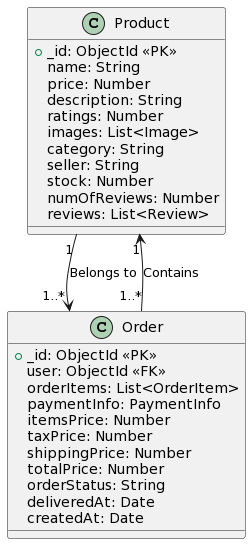 C Product
_id: ObjectId «PK»
name: String
price: Number
description: String
ratings: Number
images: List<Image>
category: String
seller: String
stock: Number
numOfReviews: Number
reviews: List<Review>
1 1
Belongs to Contains
1..* 1..*
C Order
_id: ObjectId «PK»
user: ObjectId «FK»
orderItems: List<OrderItem>
paymentInfo: PaymentInfo
itemsPrice: Number
taxPrice: Number
shippingPrice: Number
totalPrice: Number
orderStatus: String
deliveredAt: Date
createdAt: Date